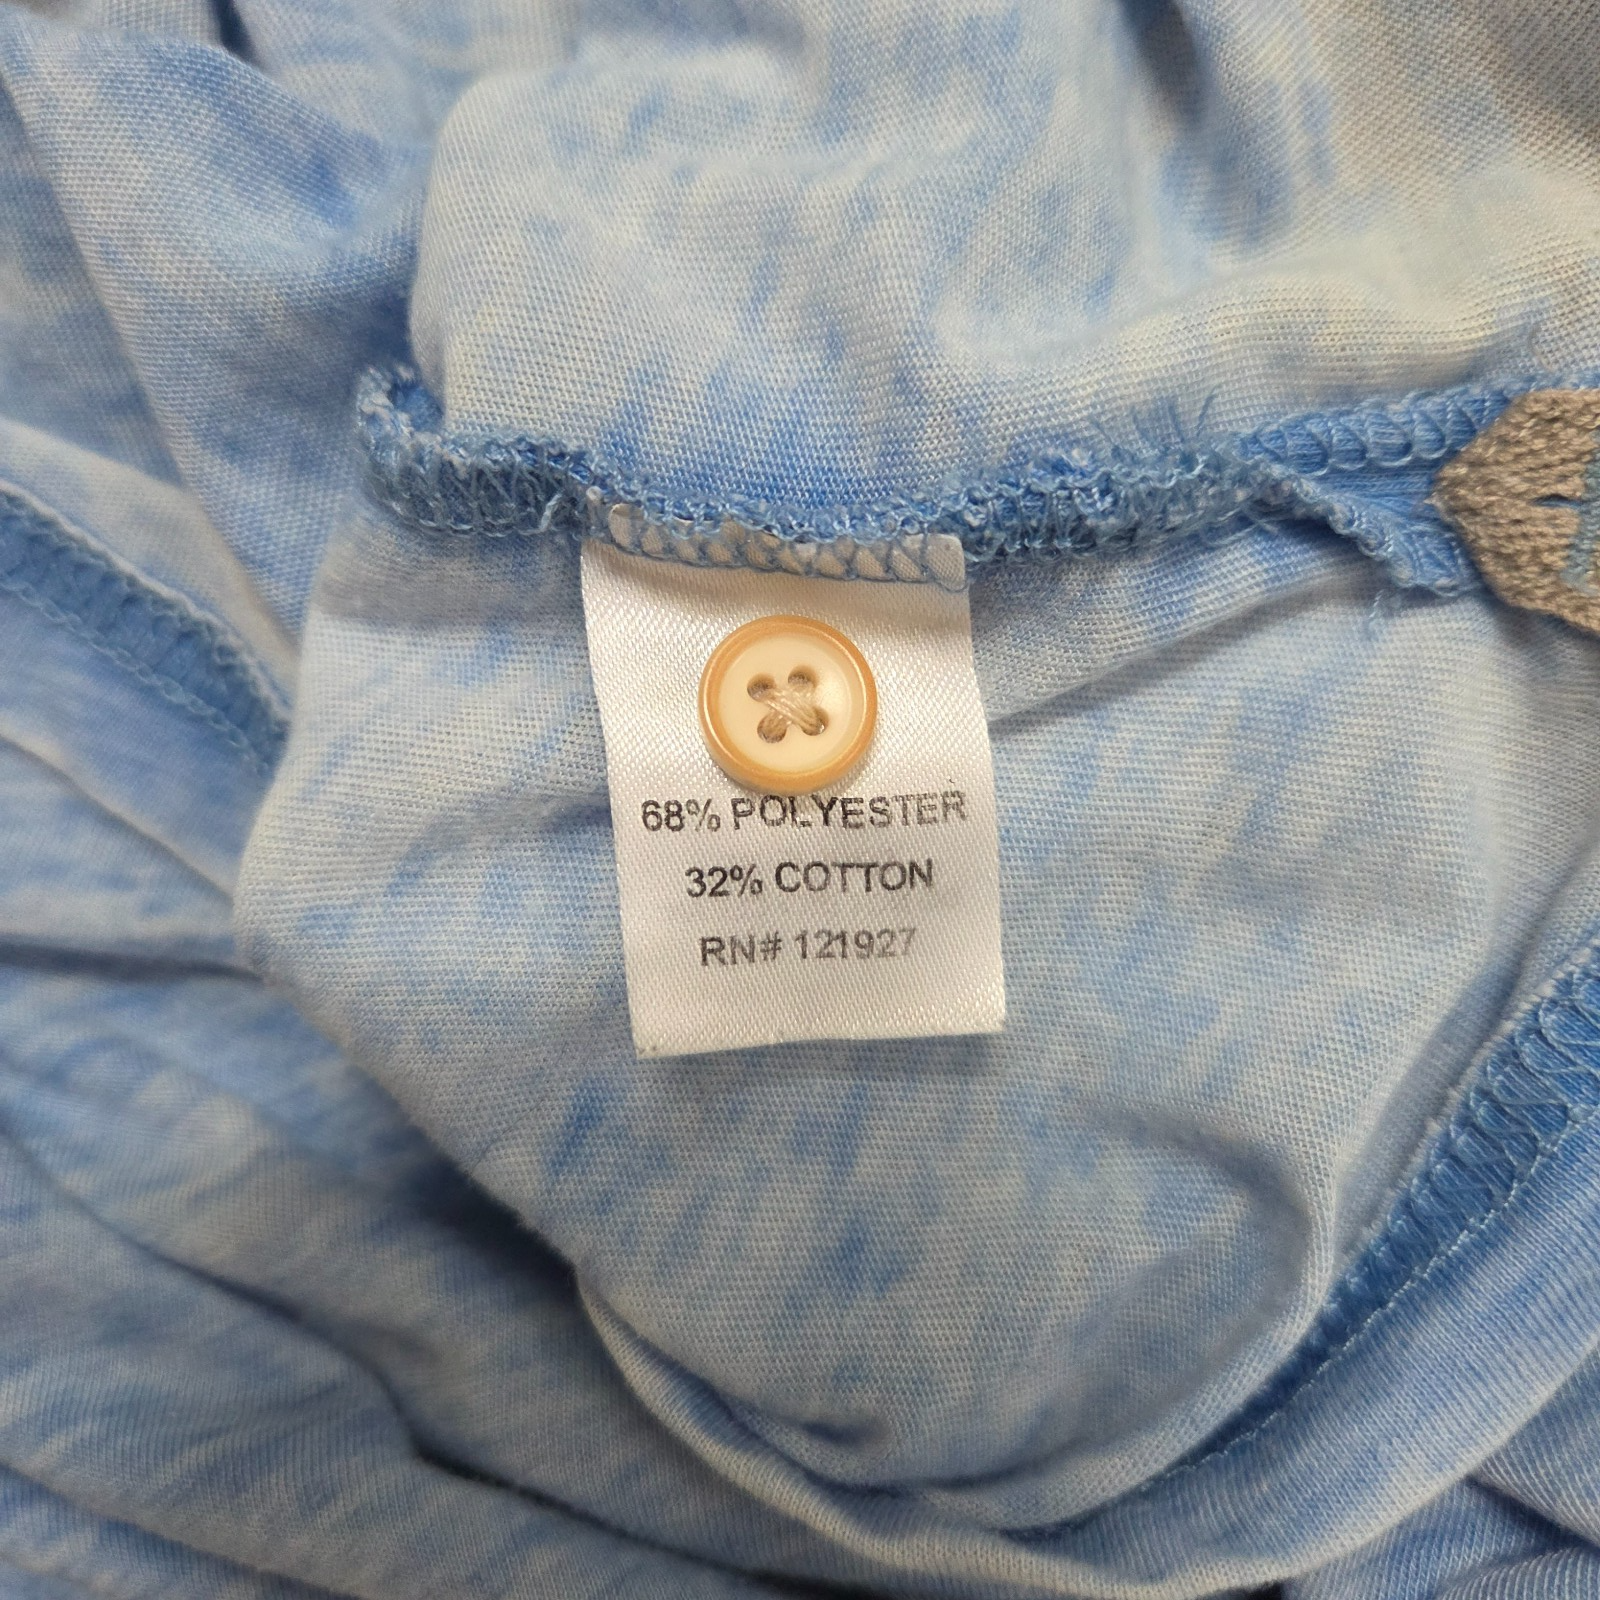 68% POLYESTER
32% COTTON
RN# 121927